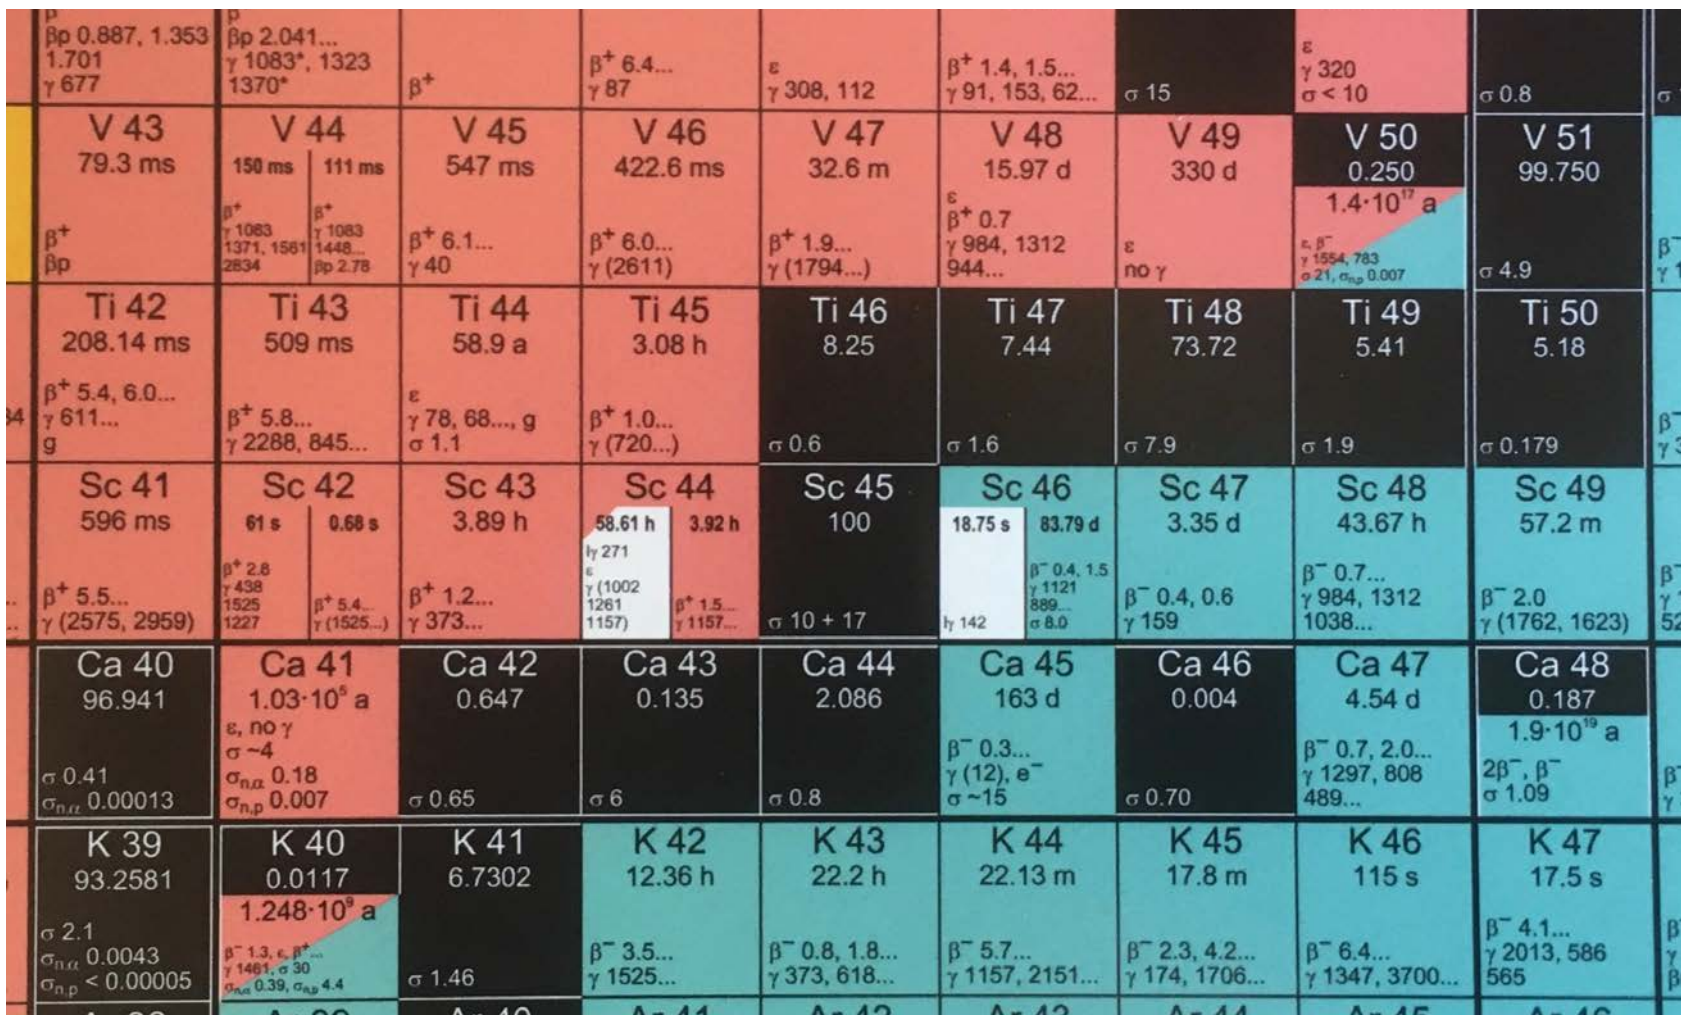 βp 0.887, 1.353
1.701
γ 677
βp 2.041...
γ 1083*, 1323
1370*
β⁺
β⁺ 6.4...
γ 87
ε
γ 308, 112
β⁺ 1.4, 1.5...
γ 91, 153, 62...
σ 15
ε
γ 320
σ < 10
σ 0.8
σ
V 43
79.3 ms
β⁺
βp
V 44
150 ms 111 ms
β⁺
γ 1083
1371, 1561
2834
β⁺
γ 1083
1448...
βp 2.78
V 45
547 ms
β⁺ 6.1...
γ 40
V 46
422.6 ms
β⁺ 6.0...
γ (2611)
V 47
32.6 m
β⁺ 1.9...
γ (1794...)
V 48
15.97 d
ε
β⁺ 0.7
γ 984, 1312
944...
V 49
330 d
ε
no γ
V 50
0.250
1.4·10¹⁷ a
ε, β⁻
γ 1554, 783
σ 21, σn,p 0.007
V 51
99.750
σ 4.9
Ti 42
208.14 ms
β⁺ 5.4, 6.0...
γ 611...
g
Ti 43
509 ms
β⁺ 5.8...
γ 2288, 845...
Ti 44
58.9 a
ε
γ 78, 68..., g
σ 1.1
Ti 45
3.08 h
β⁺ 1.0...
γ (720...)
Ti 46
8.25
σ 0.6
Ti 47
7.44
σ 1.6
Ti 48
73.72
σ 7.9
Ti 49
5.41
σ 1.9
Ti 50
5.18
σ 0.179
Sc 41
596 ms
β⁺ 5.5...
γ (2575, 2959)
Sc 42
61 s 0.68 s
β⁺ 2.8
γ 438
1525
1227
β⁺ 5.4...
γ (1525...)
Sc 43
3.89 h
β⁺ 1.2...
γ 373...
Sc 44
58.61 h 3.92 h
Iγ 271
ε
γ (1002
1261
1157)
β⁺ 1.5...
γ 1157...
Sc 45
100
σ 10 + 17
Sc 46
18.75 s 83.79 d
Iγ 142
β⁻ 0.4, 1.5
γ 1121
889...
σ 8.0
Sc 47
3.35 d
β⁻ 0.4, 0.6
γ 159
Sc 48
43.67 h
β⁻ 0.7...
γ 984, 1312
1038...
Sc 49
57.2 m
β⁻ 2.0
γ (1762, 1623)
Ca 40
96.941
σ 0.41
σn,α 0.00013
Ca 41
1.03·10⁵ a
ε, no γ
σ ~4
σn,α 0.18
σn,p 0.007
Ca 42
0.647
σ 0.65
Ca 43
0.135
σ 6
Ca 44
2.086
σ 0.8
Ca 45
163 d
β⁻ 0.3...
γ (12), e⁻
σ ~15
Ca 46
0.004
σ 0.70
Ca 47
4.54 d
β⁻ 0.7, 2.0...
γ 1297, 808
489...
Ca 48
0.187
1.9·10¹⁹ a
2β⁻, β⁻
σ 1.09
K 39
93.2581
σ 2.1
σn,α 0.0043
σn,p < 0.00005
K 40
0.0117
1.248·10⁹ a
β⁻ 1.3, ε, β⁺...
γ 1461, σ 30
σn,α 0.39, σn,p 4.4
K 41
6.7302
σ 1.46
K 42
12.36 h
β⁻ 3.5...
γ 1525...
K 43
22.2 h
β⁻ 0.8, 1.8...
γ 373, 618...
K 44
22.13 m
β⁻ 5.7...
γ 1157, 2151...
K 45
17.8 m
β⁻ 2.3, 4.2...
γ 174, 1706...
K 46
115 s
β⁻ 6.4...
γ 1347, 3700...
K 47
17.5 s
β⁻ 4.1...
γ 2013, 586
565